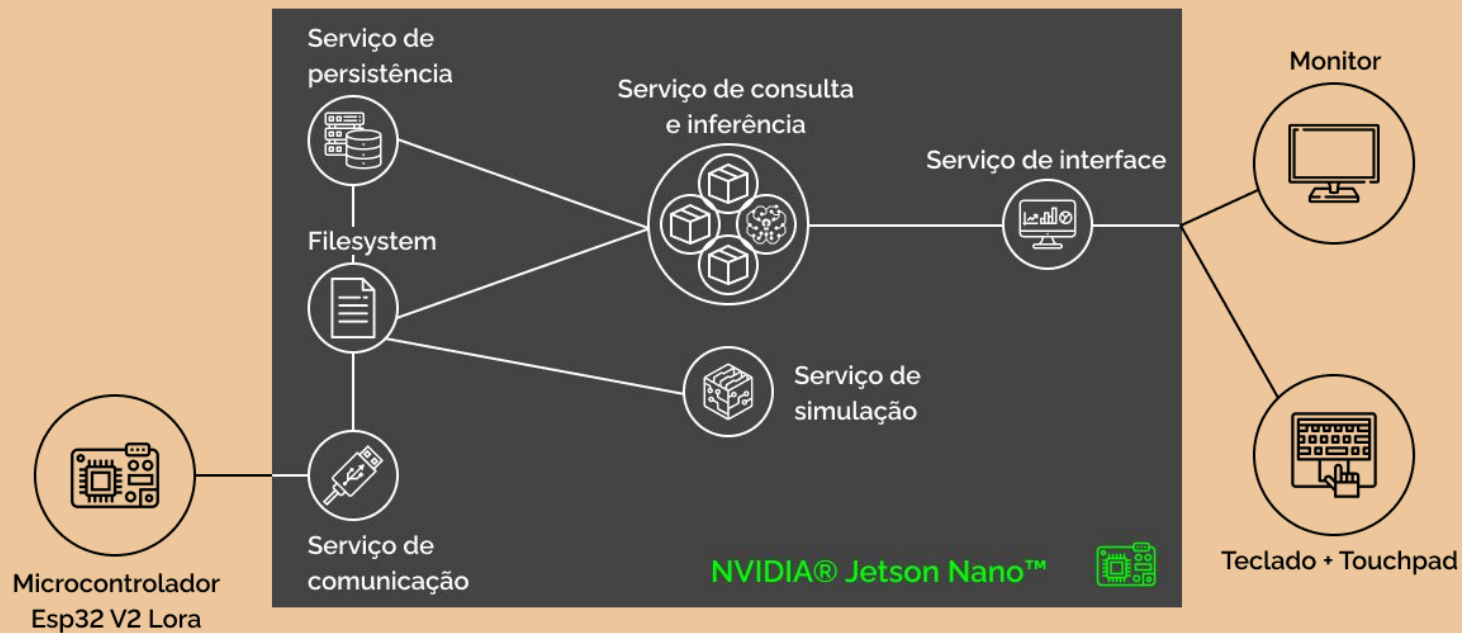 Serviço de
persistência
Serviço de consulta
e inferência
Monitor
Serviço de interface
Filesystem
Serviço de
simulação
Serviço de
comunicação
NVIDIA® Jetson Nano™
Teclado + Touchpad
Microcontrolador
Esp32 V2 Lora